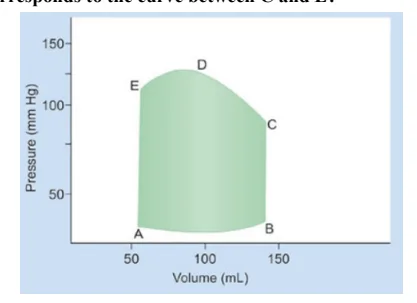 rresponds to the curve between C and E?
150
100
50
Pressure (mm Hg)
E
D
C
A
B
50
100
150
Volume (mL)